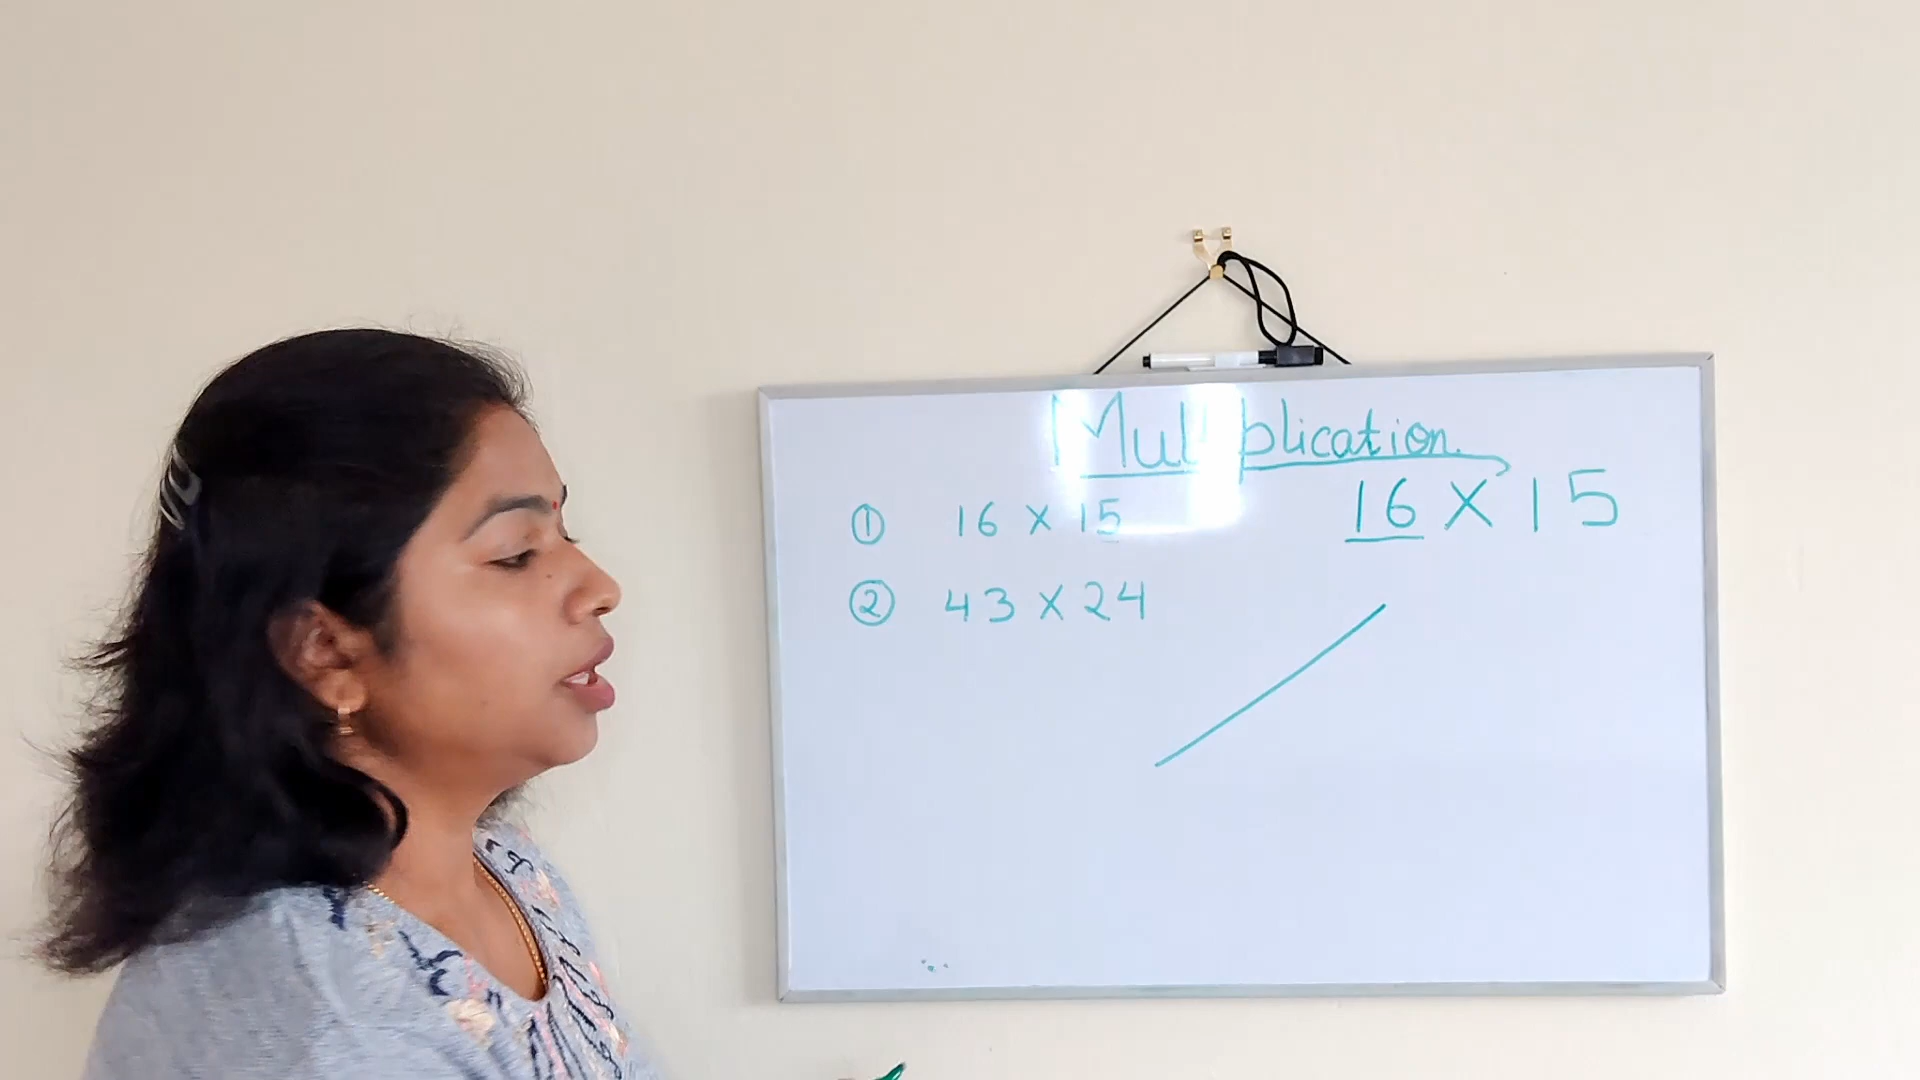 Multiplication
① 16 X 15
16 X 15
② 43 X 24